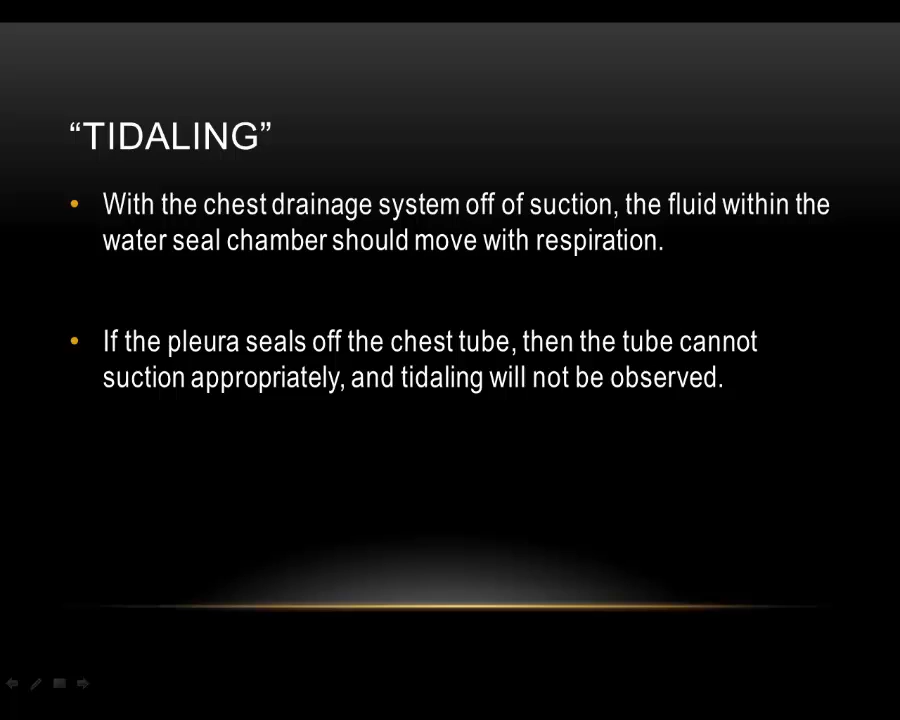 “TIDALING”
• With the chest drainage system off of suction, the fluid within the
water seal chamber should move with respiration.
• If the pleura seals off the chest tube, then the tube cannot
suction appropriately, and tidaling will not be observed.